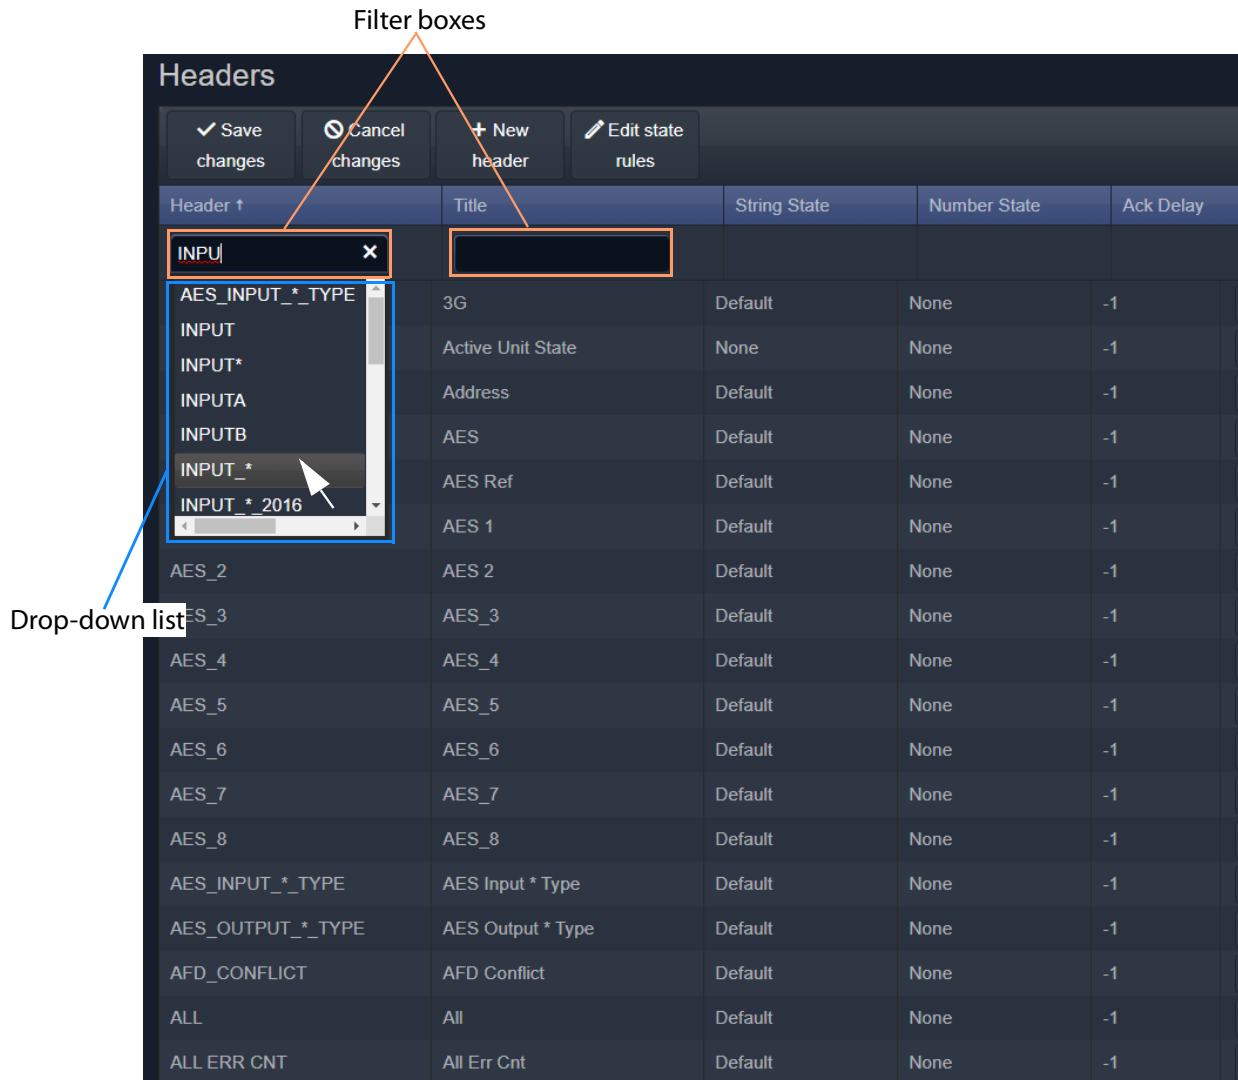 Filter boxes
Headers
Save changes
Cancel changes
New header
Edit state rules
Header ↑ Title String State Number State Ack Delay
INPU ×
AES_INPUT_*_TYPE
INPUT
INPUT*
INPUTA
INPUTB
INPUT_*
INPUT_*_2016
3G Default None -1
Active Unit State None None -1
Address Default None -1
AES Default None -1
AES Ref Default None -1
AES 1 Default None -1
AES_2 AES 2 Default None -1
Drop-down list
ES_3 AES_3 Default None -1
AES_4 AES_4 Default None -1
AES_5 AES_5 Default None -1
AES_6 AES_6 Default None -1
AES_7 AES_7 Default None -1
AES_8 AES_8 Default None -1
AES_INPUT_*_TYPE AES Input * Type Default None -1
AES_OUTPUT_*_TYPE AES Output * Type Default None -1
AFD_CONFLICT AFD Conflict Default None -1
ALL All Default None -1
ALL ERR CNT All Err Cnt Default None -1